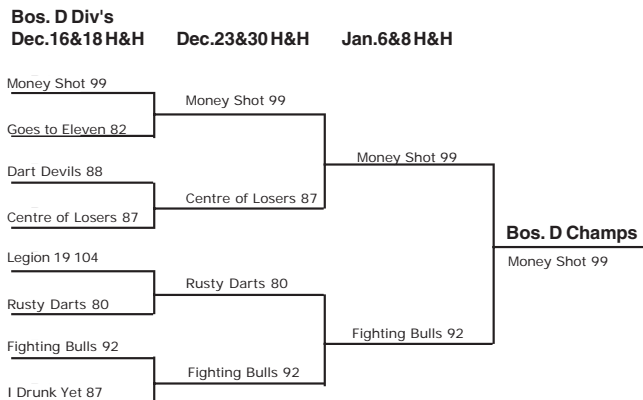 Bos. D Div's
Dec.16&18 H&H Dec.23&30 H&H Jan.6&8 H&H
Money Shot 99
Goes to Eleven 82
Dart Devils 88
Centre of Losers 87
Legion 19 104
Rusty Darts 80
Fighting Bulls 92
I Drunk Yet 87
Money Shot 99
Centre of Losers 87
Rusty Darts 80
Fighting Bulls 92
Money Shot 99
Fighting Bulls 92
Bos. D Champs
Money Shot 99